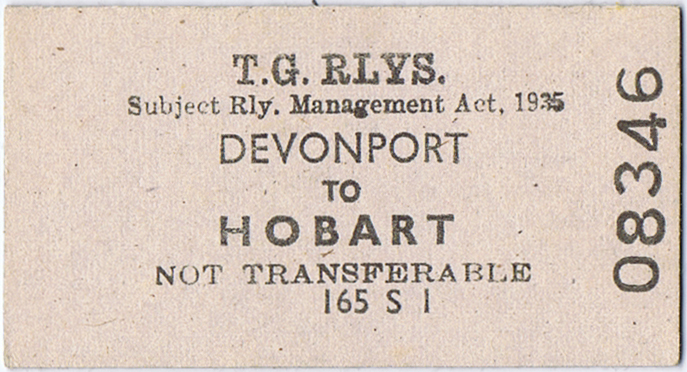 T.G. RLYS.
Subject Rly. Management Act, 1935
DEVONPORT
TO
HOBART
NOT TRANSFERABLE
165 S 1
08346